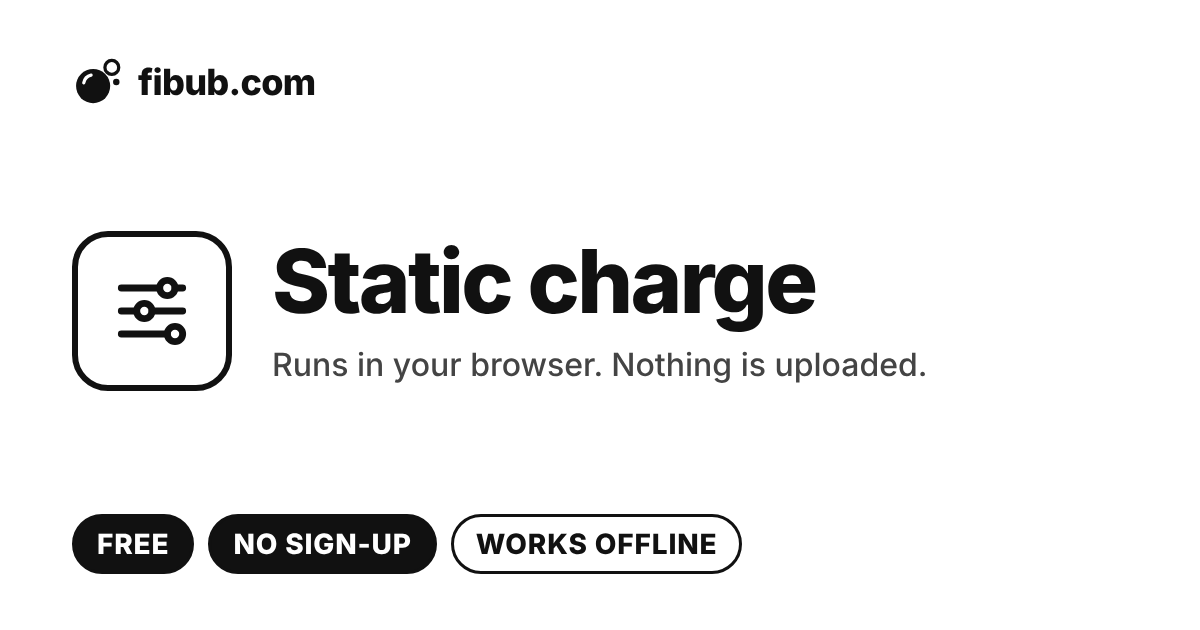 fibub.com
Static charge
Runs in your browser. Nothing is uploaded.
FREE
NO SIGN-UP
WORKS OFFLINE